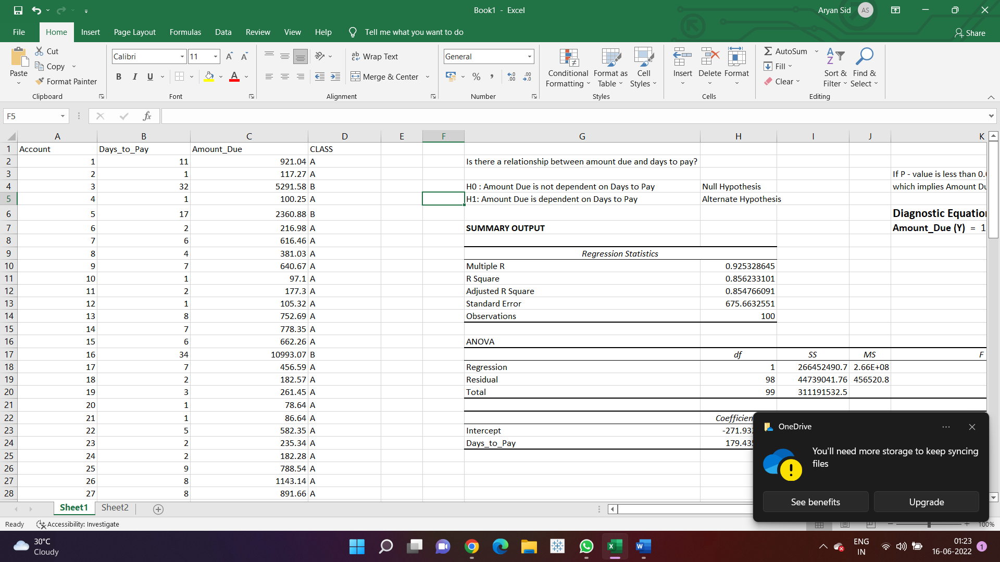 Book1 - Excel
Aryan Sid AS
File Home Insert Page Layout Formulas Data Review View Help Tell me what you want to do Share
Paste
Cut
Copy
Format Painter
Clipboard
Calibri 11
B I U
Font
Wrap Text
Merge & Center
Alignment
General
Number
Conditional Formatting
Format as Table
Cell Styles
Styles
Insert Delete Format
Cells
AutoSum
Fill
Clear
Sort & Filter
Find & Select
Editing
F5 fx
A B C D E F G H I J K
1 Account Days_to_Pay Amount_Due CLASS
2 1 11 921.04 A Is there a relationship between amount due and days to pay?
3 2 1 117.27 A If P - value is less than 0.
4 3 32 5291.58 B H0 : Amount Due is not dependent on Days to Pay Null Hypothesis which implies Amount Du
5 4 1 100.25 A H1: Amount Due is dependent on Days to Pay Alternate Hypothesis
6 5 17 2360.88 B Diagnostic Equation
7 6 2 216.98 A SUMMARY OUTPUT Amount_Due (Y) = 1
8 7 6 616.46 A
9 8 4 381.03 A Regression Statistics
10 9 7 640.67 A Multiple R 0.925328645
11 10 1 97.1 A R Square 0.856233101
12 11 2 177.3 A Adjusted R Square 0.854766091
13 12 1 105.32 A Standard Error 675.6632551
14 13 8 752.69 A Observations 100
15 14 7 778.35 A
16 15 6 662.26 A ANOVA
17 16 34 10993.07 B df SS MS F
18 17 7 456.59 A Regression 1 266452490.7 2.66E+08
19 18 2 182.57 A Residual 98 44739041.76 456520.8
20 19 3 261.45 A Total 99 311191532.5
21 20 1 78.64 A
22 21 1 86.64 A Coefficien
23 22 5 582.35 A Intercept -271.93
24 23 2 235.34 A Days_to_Pay 179.43
25 24 2 182.28 A
26 25 9 788.54 A
27 26 8 1143.14 A
28 27 8 891.66 A
OneDrive
You'll need more storage to keep syncing
files
See benefits Upgrade
Sheet1 Sheet2
Ready Accessibility: Investigate 100%
30°C
Cloudy
ENG
IN
01:23
16-06-2022 1